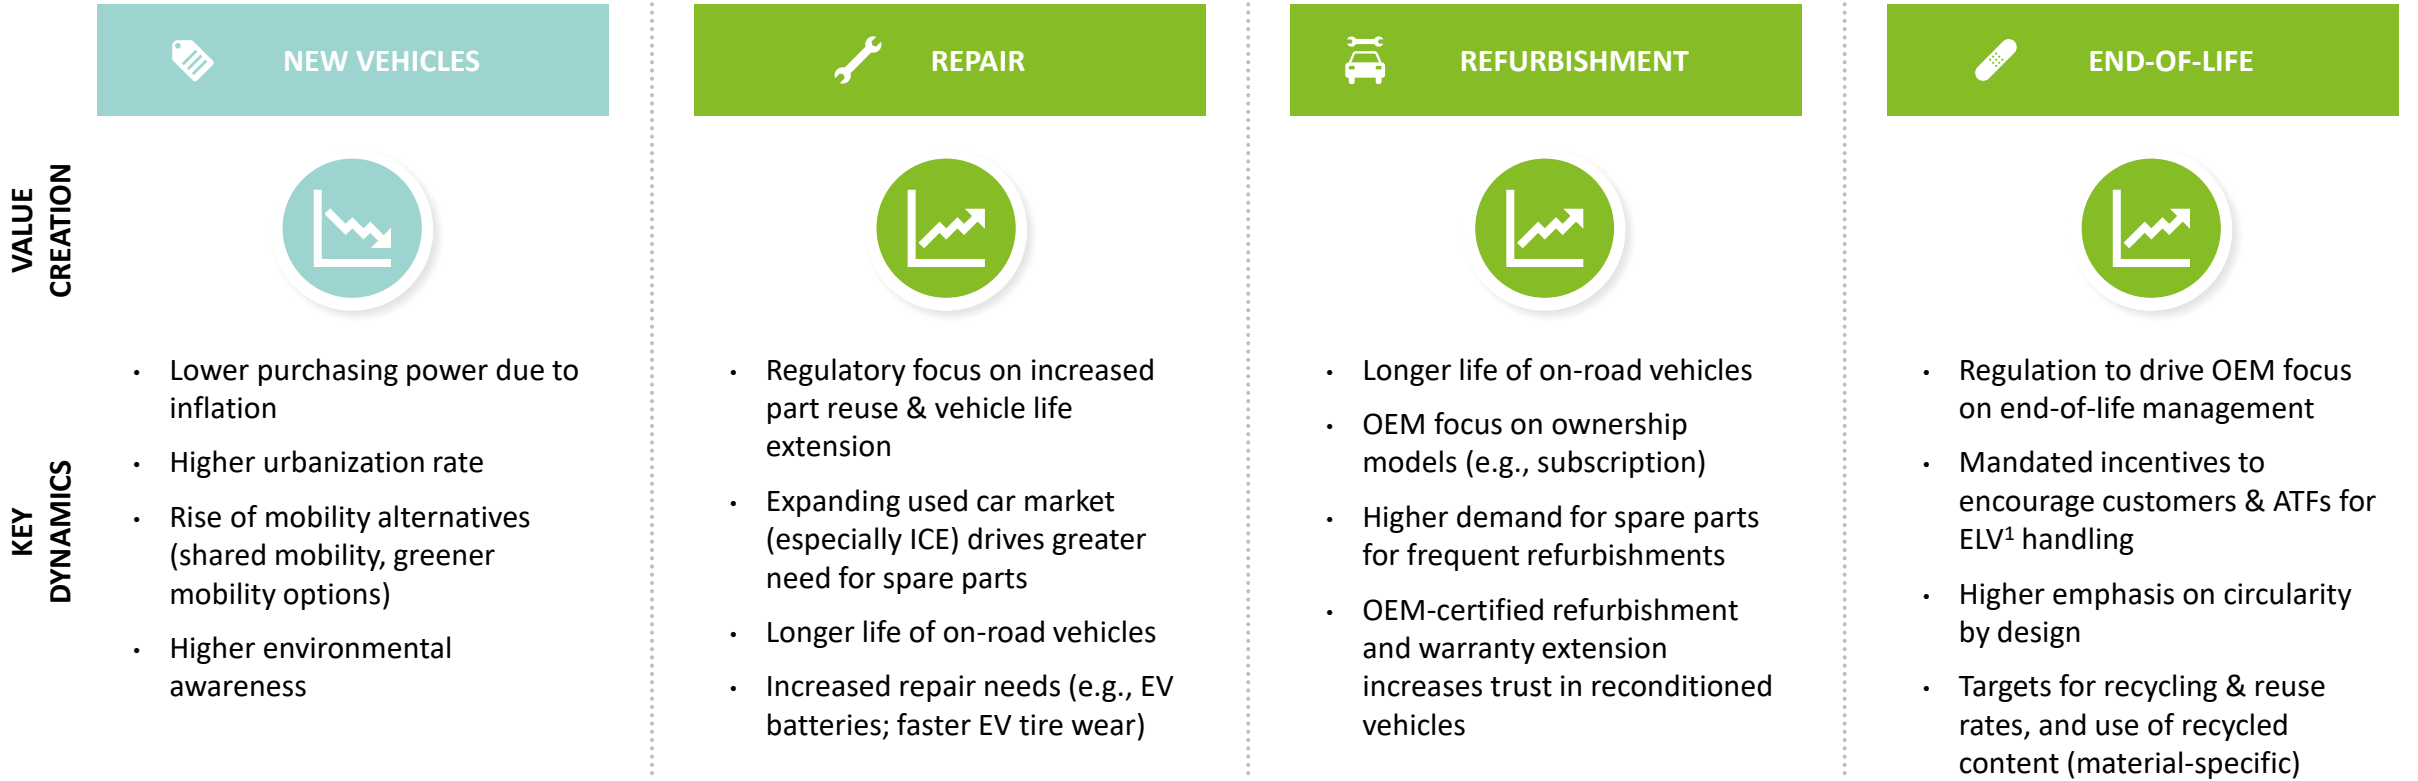 NEW VEHICLES
REPAIR
REFURBISHMENT
END-OF-LIFE
VALUE
CREATION
KEY
DYNAMICS
• Lower purchasing power due to
inflation
• Higher urbanization rate
• Rise of mobility alternatives
(shared mobility, greener
mobility options)
• Higher environmental
awareness
• Regulatory focus on increased
part reuse & vehicle life
extension
• Expanding used car market
(especially ICE) drives greater
need for spare parts
• Longer life of on-road vehicles
• Increased repair needs (e.g., EV
batteries; faster EV tire wear)
• Longer life of on-road vehicles
• OEM focus on ownership
models (e.g., subscription)
• Higher demand for spare parts
for frequent refurbishments
• OEM-certified refurbishment
and warranty extension
increases trust in reconditioned
vehicles
• Regulation to drive OEM focus
on end-of-life management
• Mandated incentives to
encourage customers & ATFs for
ELV¹ handling
• Higher emphasis on circularity
by design
• Targets for recycling & reuse
rates, and use of recycled
content (material-specific)